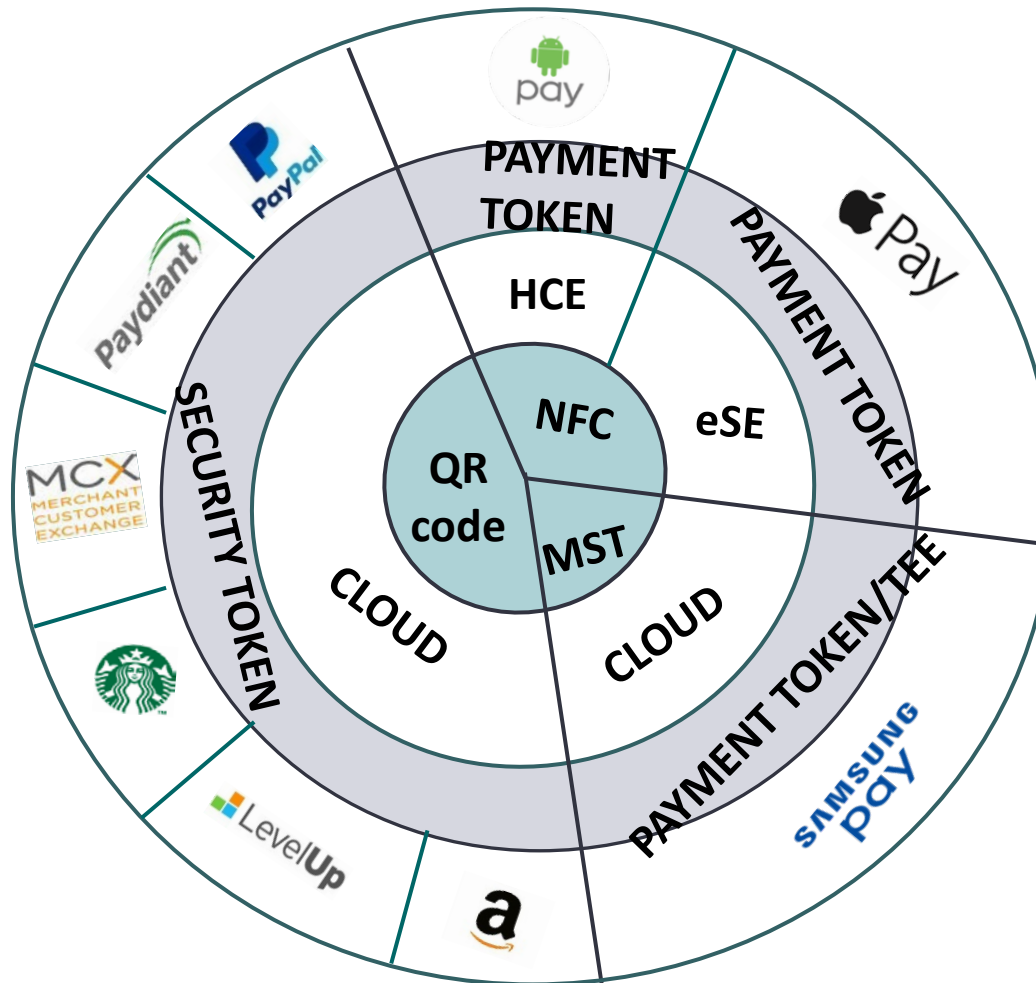 pay
PAYMENT
TOKEN
HCE
Pay
PAYMENT TOKEN
eSE
NFC
QR
code
MST
CLOUD
CLOUD
PAYMENT TOKEN/TEE
SAMSUNG
pay
SECURITY TOKEN
PayPal
Paydiant
MCX
MERCHANT
CUSTOMER
EXCHANGE
LevelUp
a